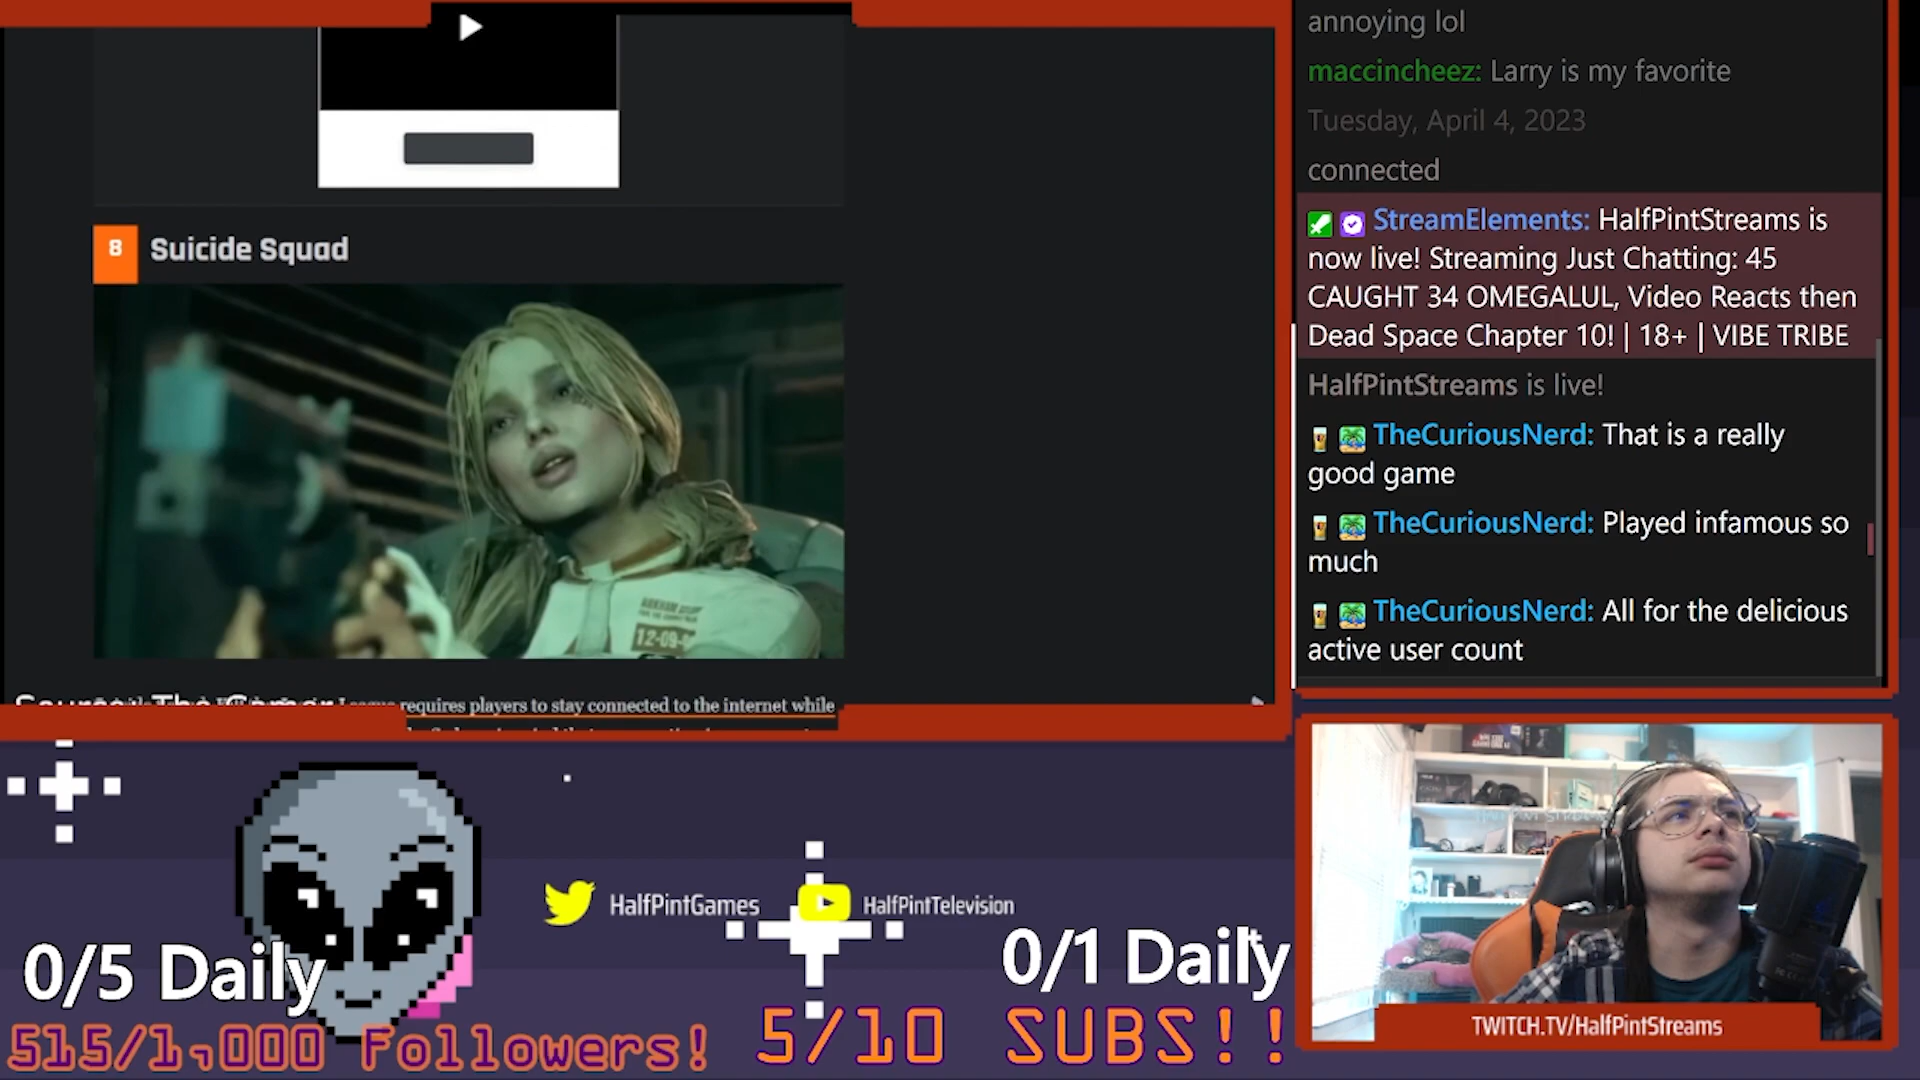 8 Suicide Squad
ARKHAM ASYLUM
requires players to stay connected to the internet while
annoying lol
maccincheez: Larry is my favorite
Tuesday, April 4, 2023
connected
StreamElements: HalfPintStreams is
now live! Streaming Just Chatting: 45
CAUGHT 34 OMEGALUL, Video Reacts then
Dead Space Chapter 10! | 18+ | VIBE TRIBE
HalfPintStreams is live!
TheCuriousNerd: That is a really
good game
TheCuriousNerd: Played infamous so
much
TheCuriousNerd: All for the delicious
active user count
HalfPintGames
HalfPintTelevision
0/5 Daily
0/1 Daily
515/1,000 Followers!
5/10 SUBS!!
TWITCH.TV/HalfPintStreams